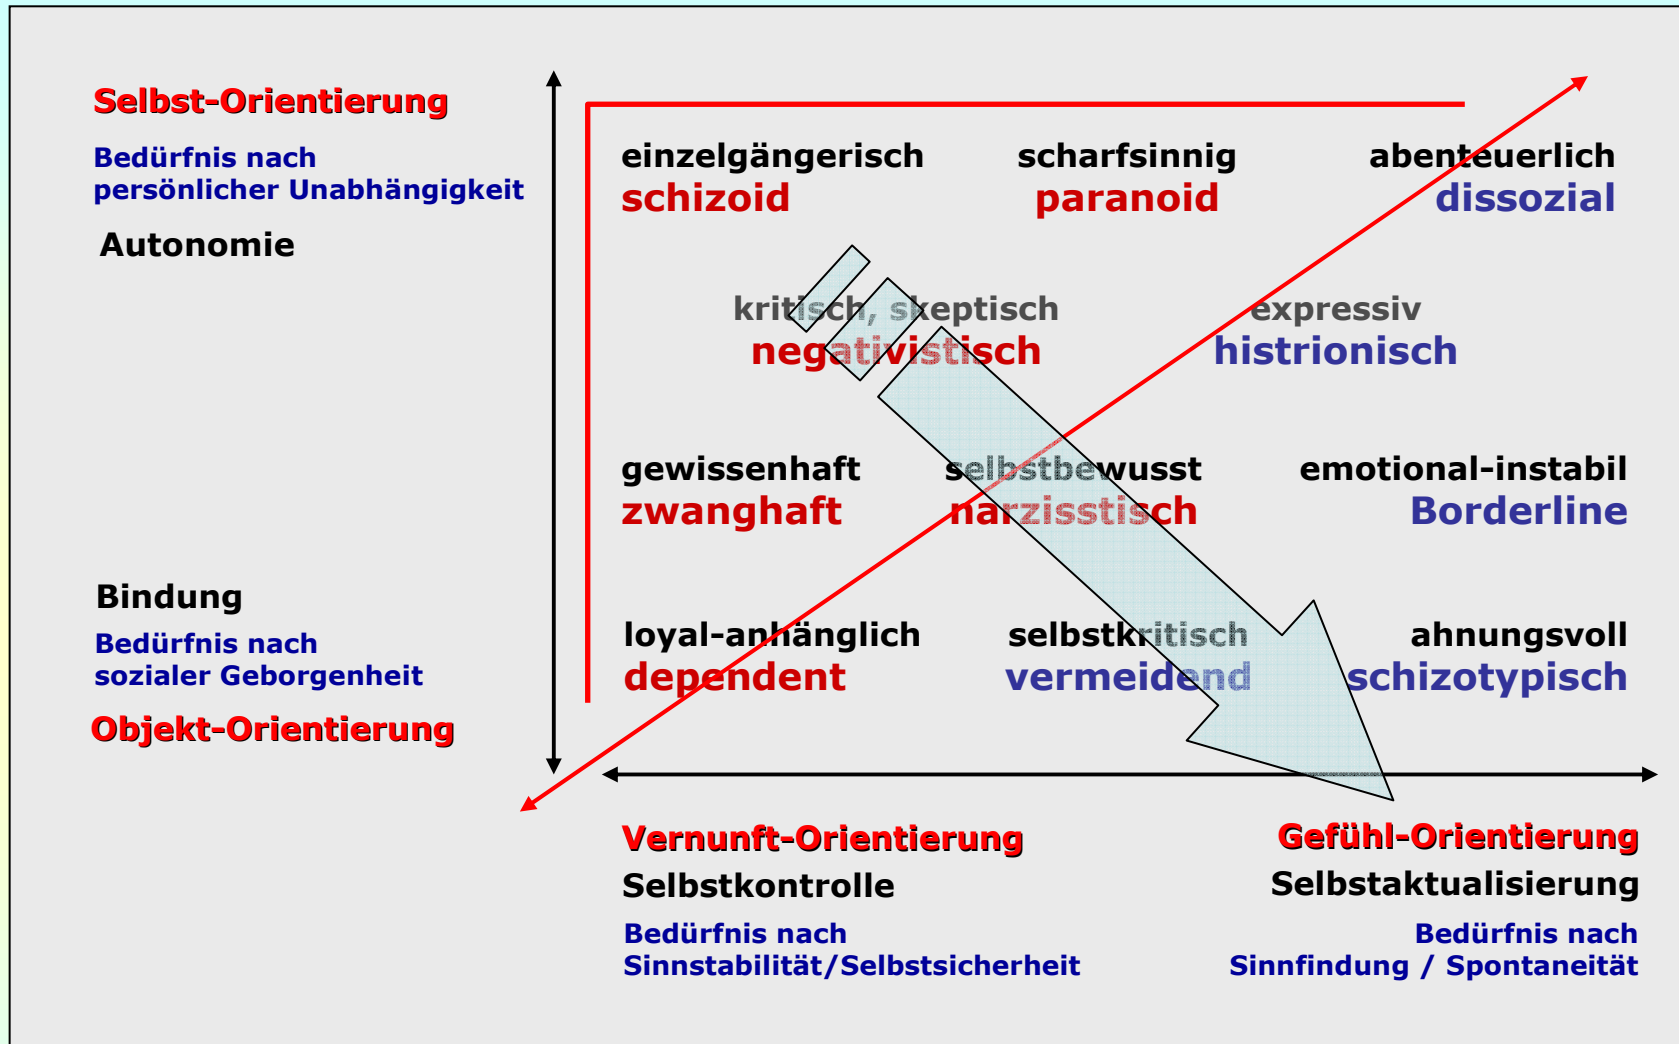 Selbst-Orientierung
Bedürfnis nach
persönlicher Unabhängigkeit
Autonomie
einzelgängerisch
schizoid
scharfsinnig
paranoid
abenteuerlich
dissozial
kritisch, skeptisch
negativistisch
expressiv
histrionisch
gewissenhaft
zwanghaft
selbstbewusst
narzisstisch
emotional-instabil
Borderline
Bindung
Bedürfnis nach
sozialer Geborgenheit
Objekt-Orientierung
loyal-anhänglich
dependent
selbstkritisch
vermeidend
ahnungsvoll
schizotypisch
Vernunft-Orientierung
Selbstkontrolle
Bedürfnis nach
Sinnstabilität/Selbstsicherheit
Gefühl-Orientierung
Selbstaktualisierung
Bedürfnis nach
Sinnfindung / Spontaneität